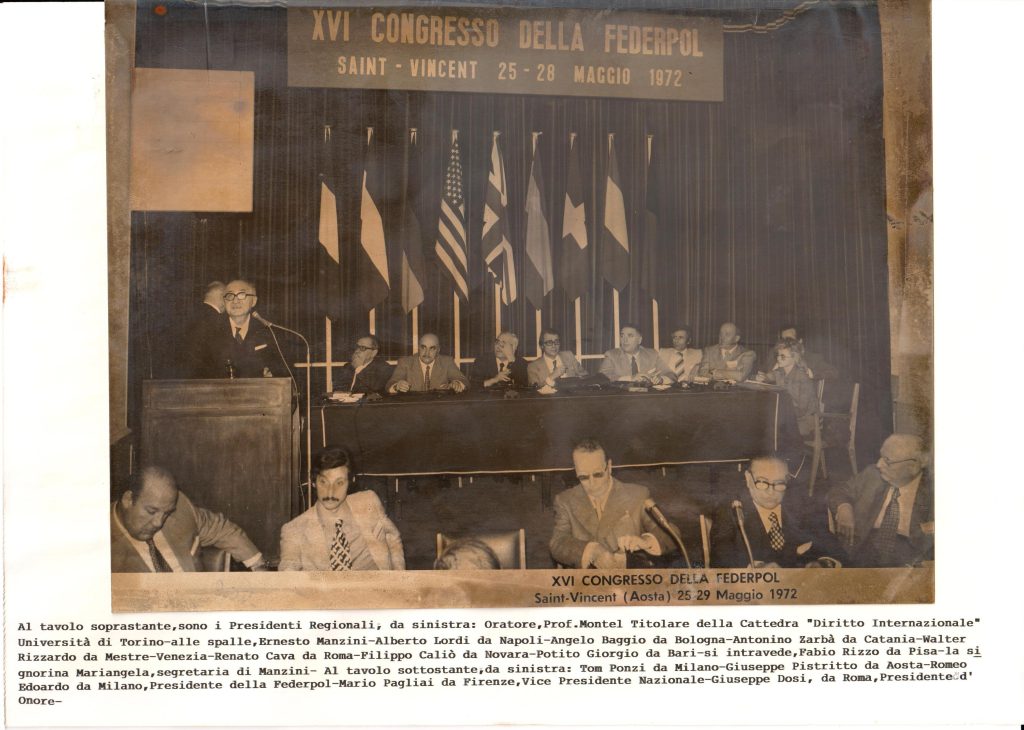 XVI CONGRESSO DELLA FEDERPOL
SAINT - VINCENT 25 - 28 MAGGIO 1972
XVI CONGRESSO DELLA FEDERPOL
Saint-Vincent (Aosta) 25-29 Maggio 1972
Al tavolo soprastante,sono i Presidenti Regionali, da sinistra: Oratore,Prof.Montel Titolare della Cattedra "Diritto Internazionale"
Università di Torino-alle spalle,Ernesto Manzini-Alberto Lordi da Napoli-Angelo Baggio da Bologna-Antonino Zarbà da Catania-Walter
Rizzardo da Mestre-Venezia-Renato Cava da Roma-Filippo Caliò da Novara-Potito Giorgio da Bari-si intravede,Fabio Rizzo da Pisa-la si
gnorina Mariangela,segretaria di Manzini- Al tavolo sottostante,da sinistra: Tom Ponzi da Milano-Giuseppe Pistritto da Aosta-Romeo
Edoardo da Milano,Presidente della Federpol-Mario Pagliai da Firenze,Vice Presidente Nazionale-Giuseppe Dosi, da Roma,Presidente d'
Onore-